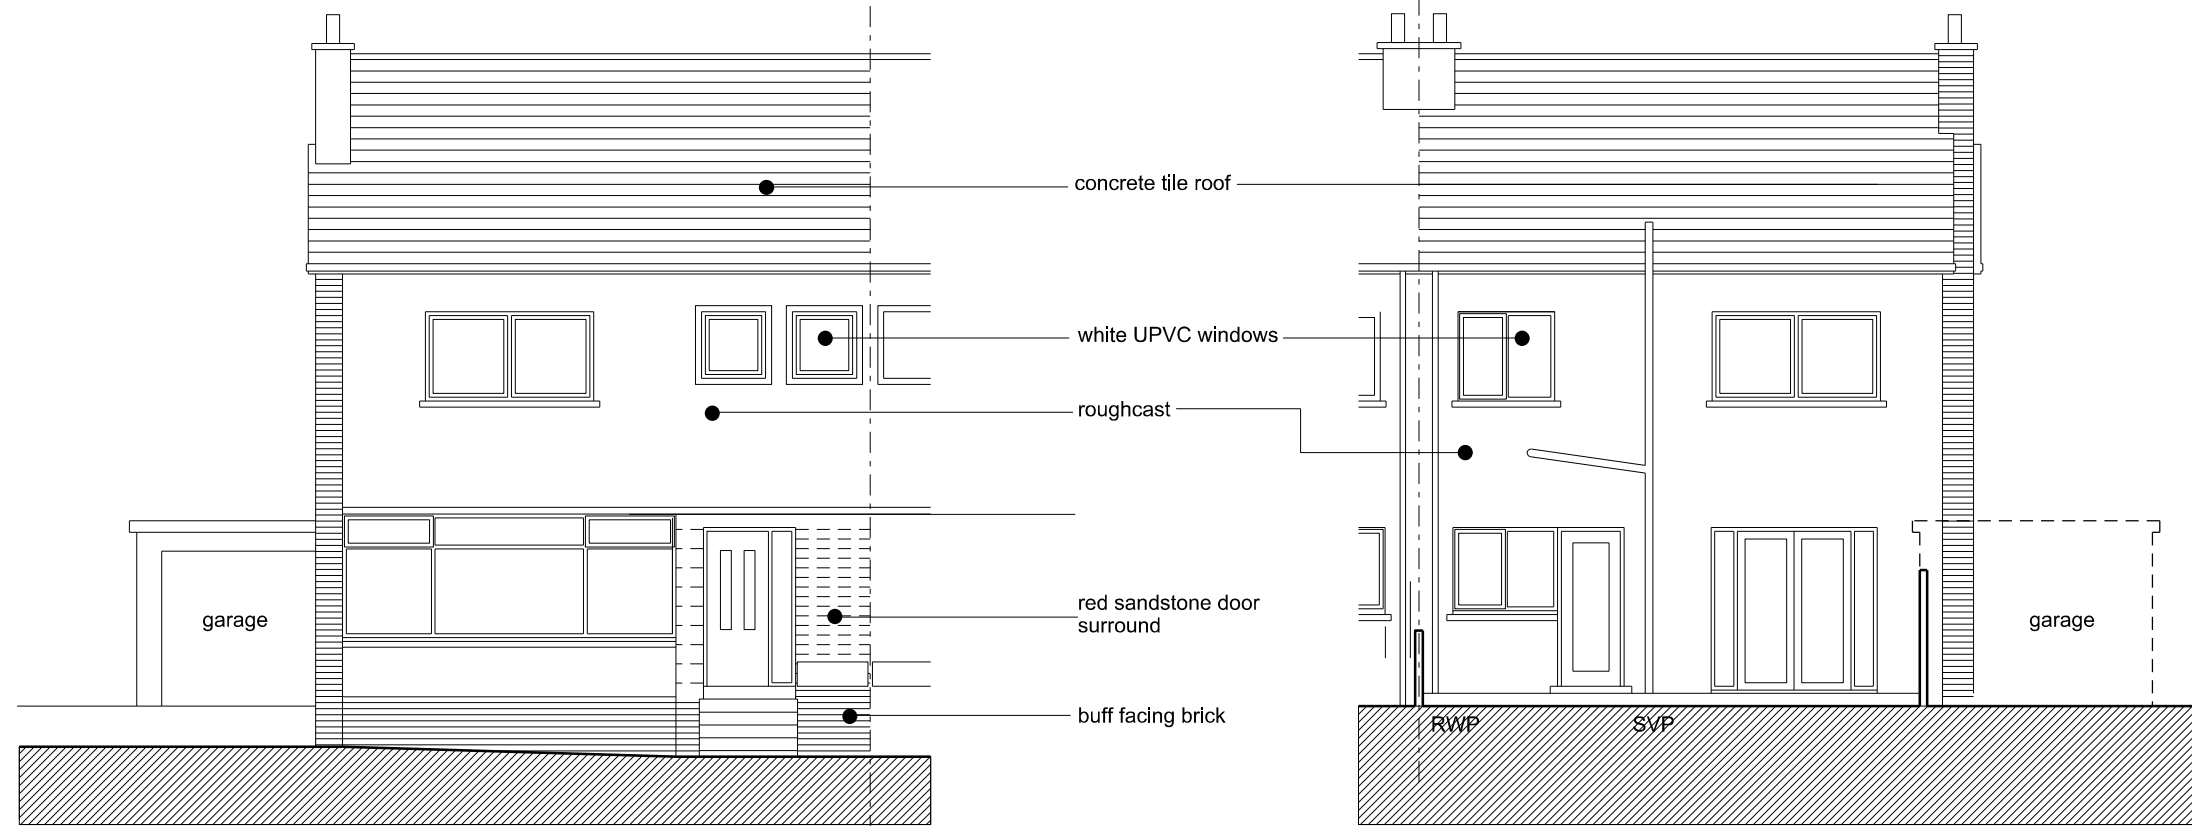 concrete tile roof
white UPVC windows
roughcast
red sandstone door
surround
garage
garage
buff facing brick
RWP
SVP